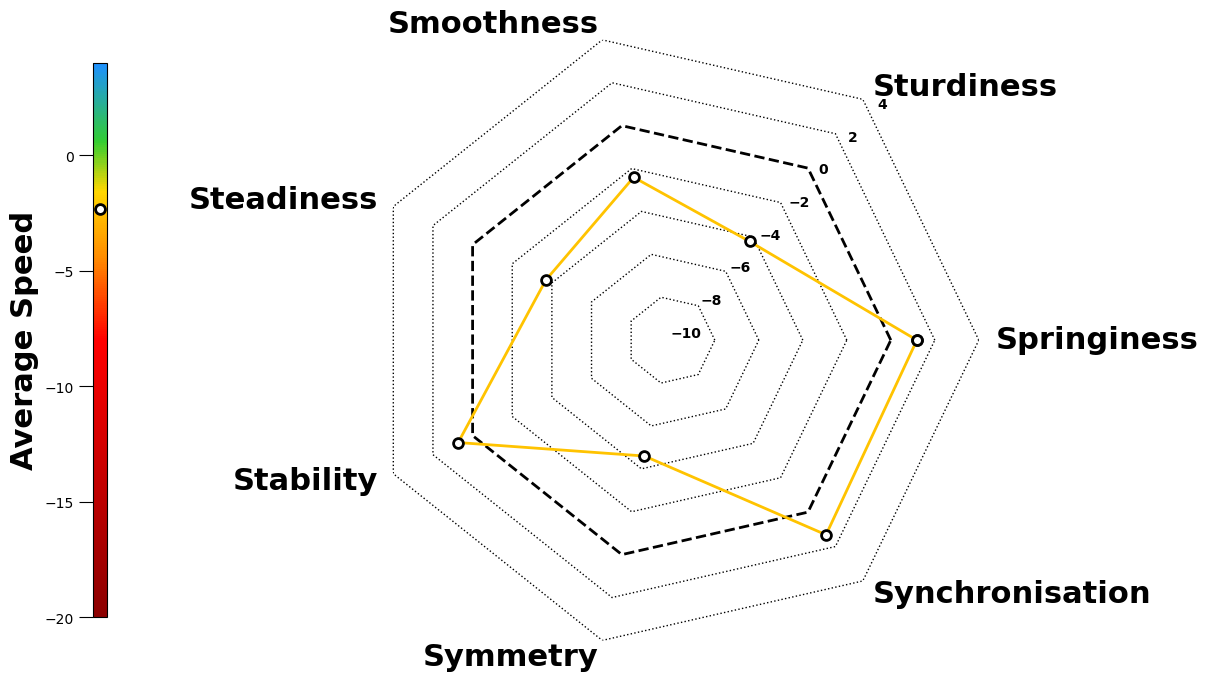 Smoothness
Sturdiness
4
2
0
0
−2
Steadiness
−4
−5
−6
−8
−10
Springiness
Average Speed
−10
Stability
−15
Synchronisation
−20
Symmetry